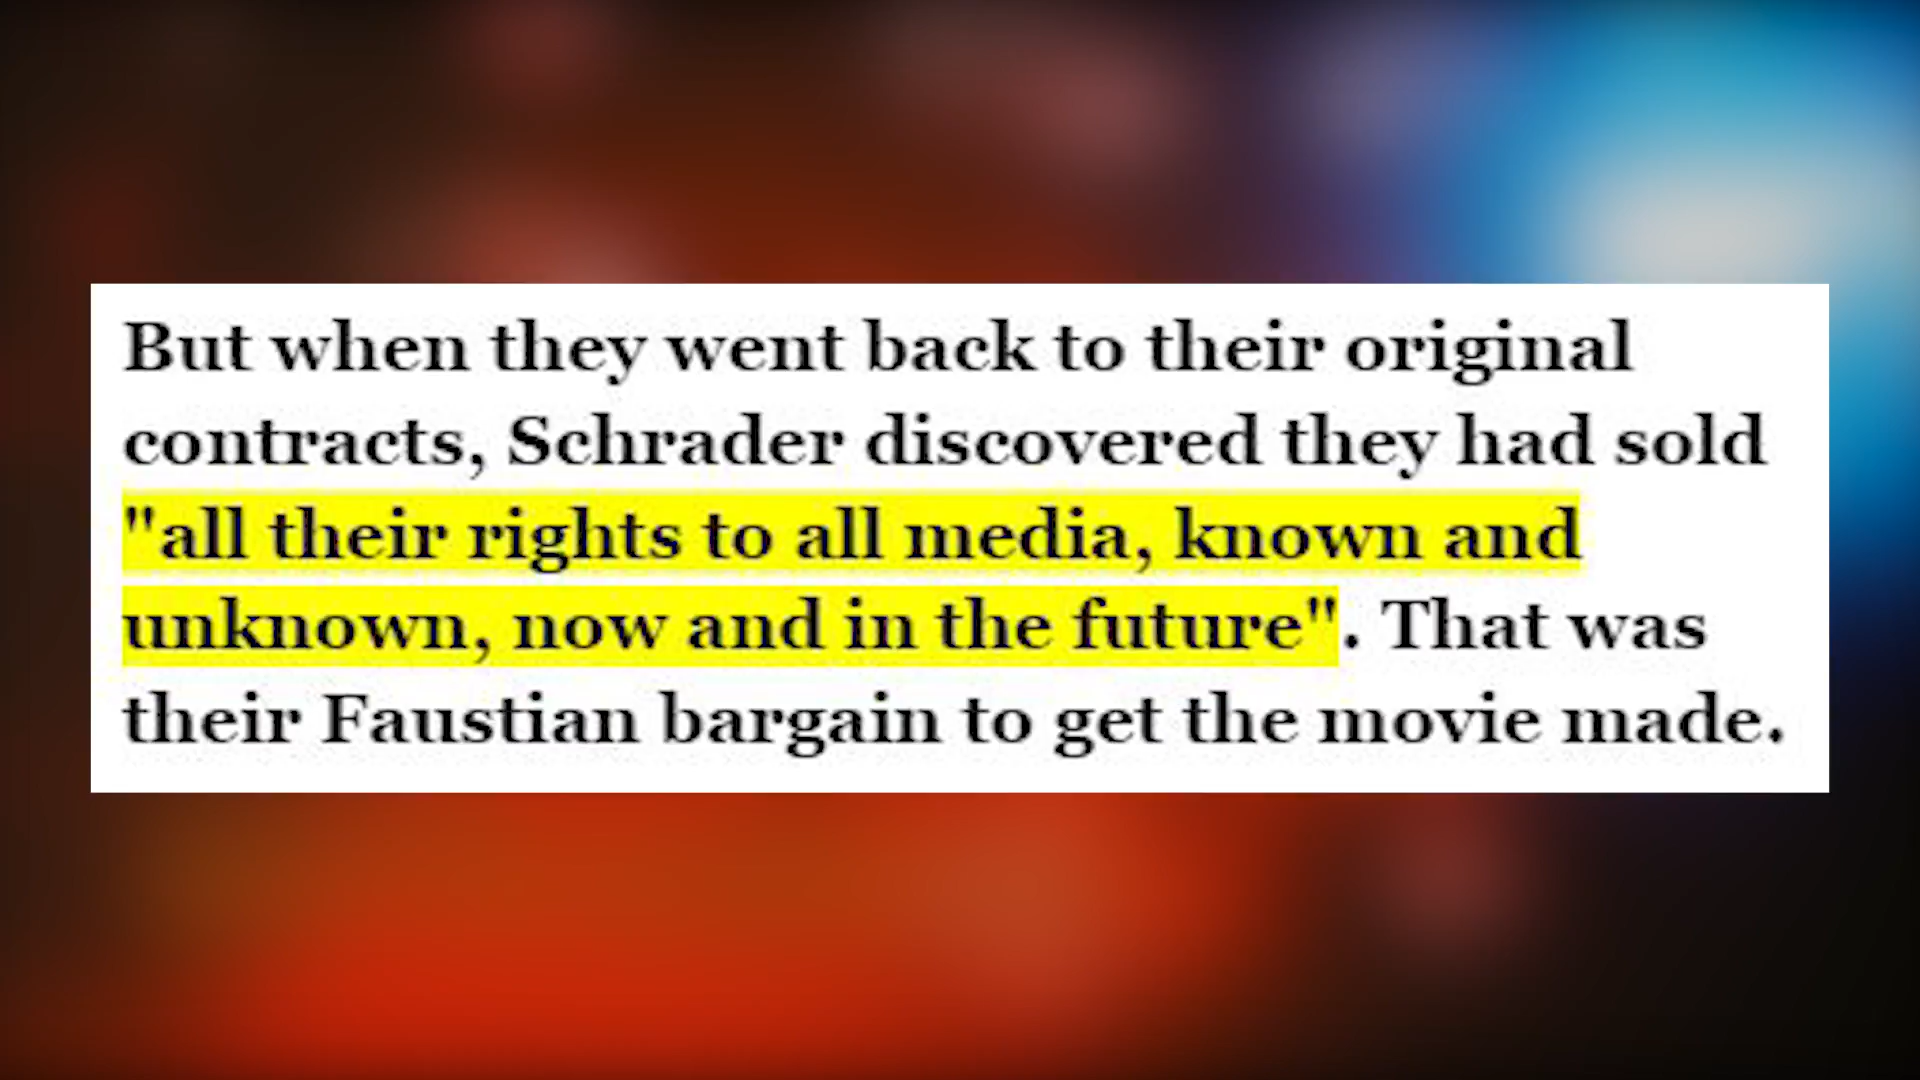 But when they went back to their original
contracts, Schrader discovered they had sold
"all their rights to all media, known and
unknown, now and in the future". That was
their Faustian bargain to get the movie made.